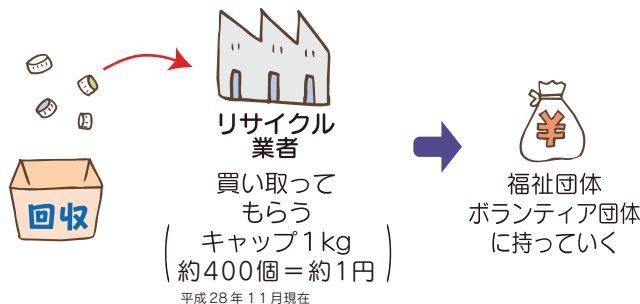 回収
リサイクル
業者
買い取って
もらう
キャップ1kg
約400個＝約1円
平成28年11月現在
¥
福祉団体
ボランティア団体
に持っていく